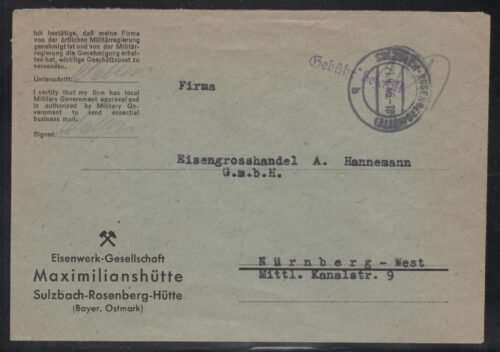 Ich bestätige, daß meine Firma
von der örtlichen Militärregierung
genehmigt ist und von der Militär-
regierung die Genehmigung erhal-
ten hat, wichtige Geschäftspost zu
versenden.
Unterschrift:
I certify that my firm has local
Military Government approval and
is authorized by Military Go-
vernment to send essential
business mail.
Signed:
Gebühr bezahlt
SULZBACH-ROSENBERG
b
Firma
Eisengrosshandel A. Hannemann
G.m.b.H.
Nürnberg - West
Mittl. Kanalstr. 9
Eisenwerk-Gesellschaft
Maximilianshütte
Sulzbach-Rosenberg-Hütte
(Bayer. Ostmark)